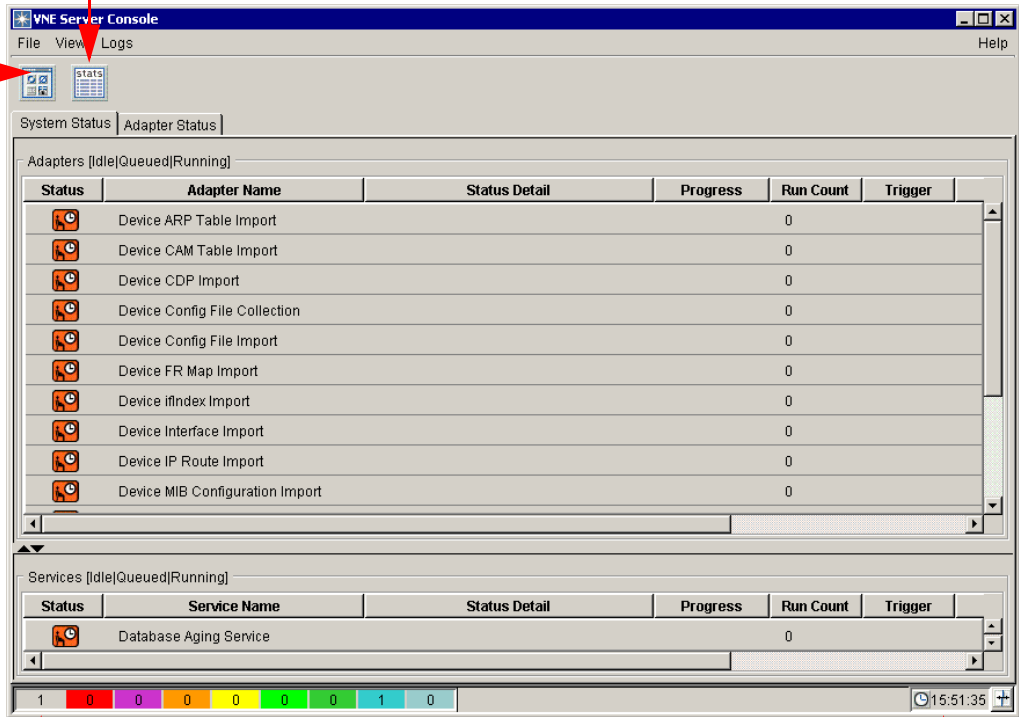 VNE Server Console
File View Logs Help
stats
System Status Adapter Status
Adapters [Idle|Queued|Running]
Status Adapter Name Status Detail Progress Run Count Trigger
Device ARP Table Import 0
Device CAM Table Import 0
Device CDP Import 0
Device Config File Collection 0
Device Config File Import 0
Device FR Map Import 0
Device ifIndex Import 0
Device Interface Import 0
Device IP Route Import 0
Device MIB Configuration Import 0
Services [Idle|Queued|Running]
Status Service Name Status Detail Progress Run Count Trigger
Database Aging Service 0
1 0 0 0 0 0 0 1 0 15:51:35